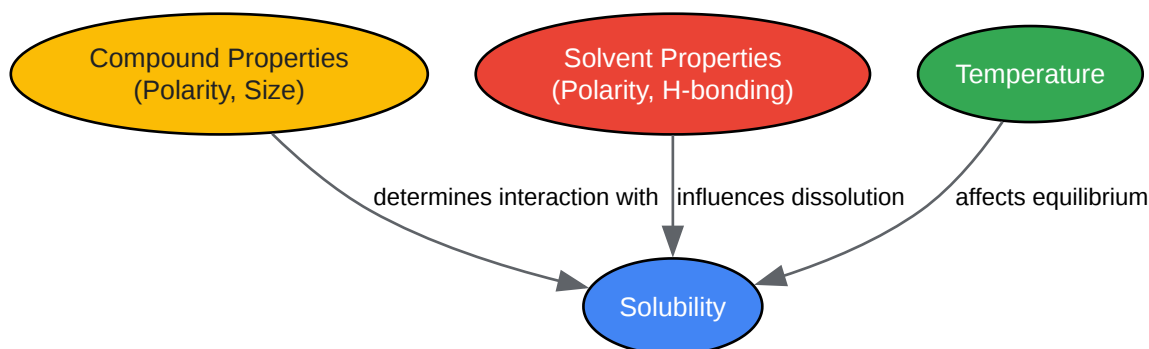 Compound Properties
(Polarity, Size)
Solvent Properties
(Polarity, H-bonding)
Temperature
determines interaction with
influences dissolution
affects equilibrium
Solubility